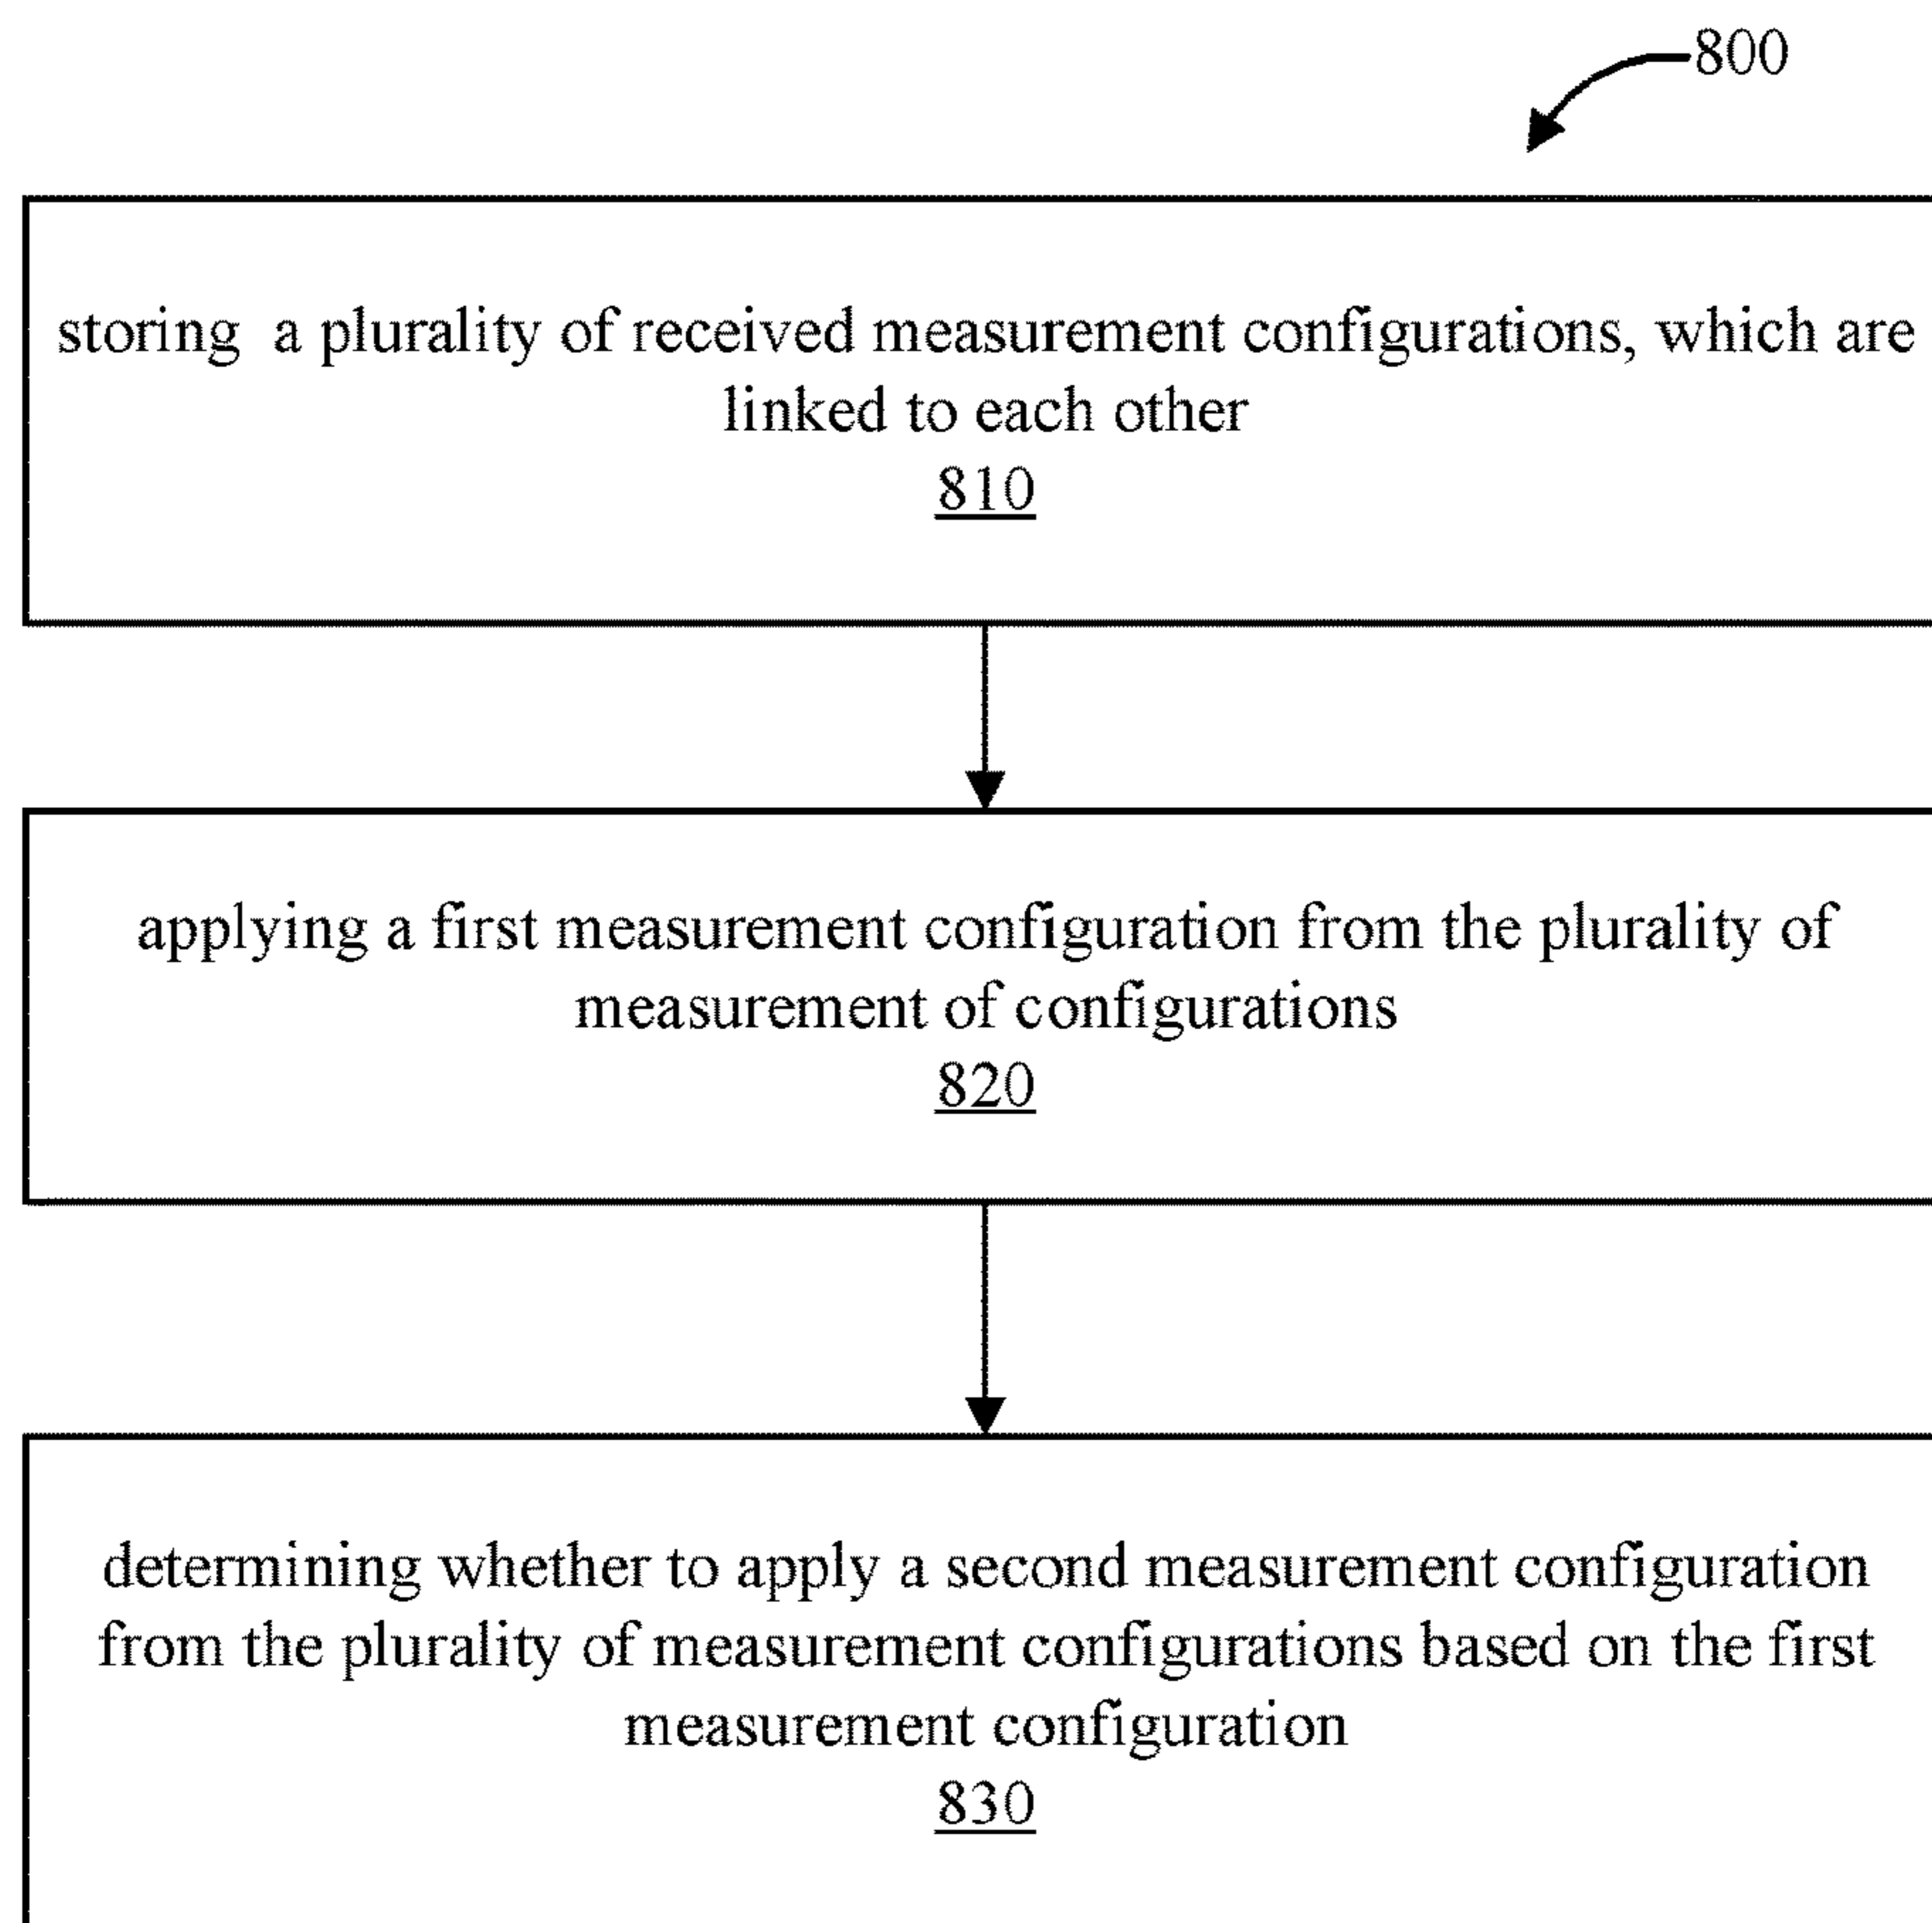 800
storing a plurality of received measurement configurations, which are
linked to each other
810
applying a first measurement configuration from the plurality of
measurement of configurations
820
determining whether to apply a second measurement configuration
from the plurality of measurement configurations based on the first
measurement configuration
830